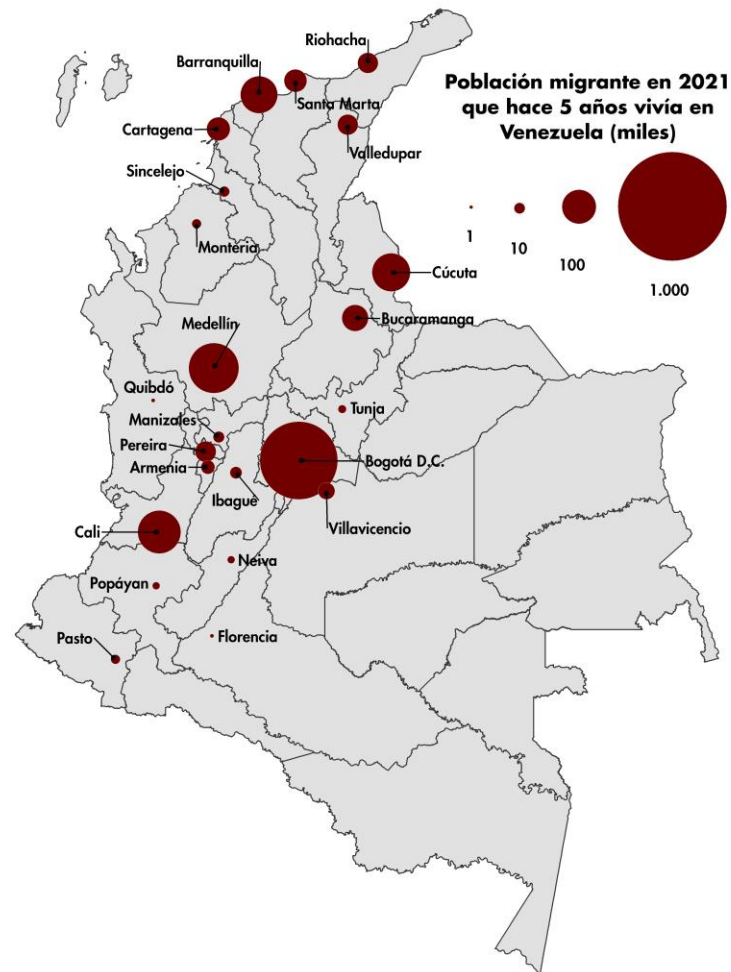 Riohacha
Barranquilla
Santa Marta
Cartagena
Valledupar
Sincelejo
Montería
Cúcuta
Bucaramanga
Medellín
Quibdó
Tunja
Manizales
Pereira
Bogotá D.C.
Armenia
Ibague
Villavicencio
Cali
Neiva
Popáyan
Florencia
Pasto
Población migrante en 2021
que hace 5 años vivía en
Venezuela (miles)
1
10
100
1.000